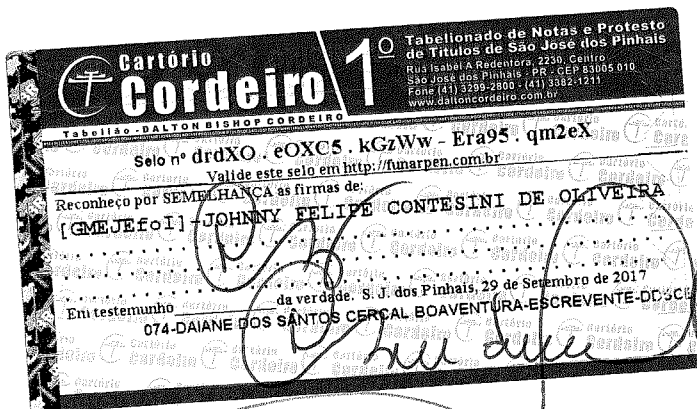 Cartório
Cordeiro
1º
Tabelionado de Notas e Protesto
de Títulos de São José dos Pinhais
Rua Isabel A Redentora, 2230, Centro
São José dos Pinhais - PR - CEP 83005 010
Fone (41) 3299-2800 - (41) 3382-1211
www.daltoncordeiro.com.br
Tabelião - DALTON BISHOP CORDEIRO
Selo nº drdXO . eOXC5 . kGzWw - Era95 . qm2eX
Valide este selo em http://funarpen.com.br
Reconheço por SEMELHANÇA as firmas de:
[GMEJEfoI]-JOHNNY FELIPE CONTESINI DE OLIVEIRA
Em testemunho da verdade. S. J. dos Pinhais, 29 de Setembro de 2017
074-DAIANE DOS SANTOS CERCAL BOAVENTURA-ESCREVENTE-DDSCE